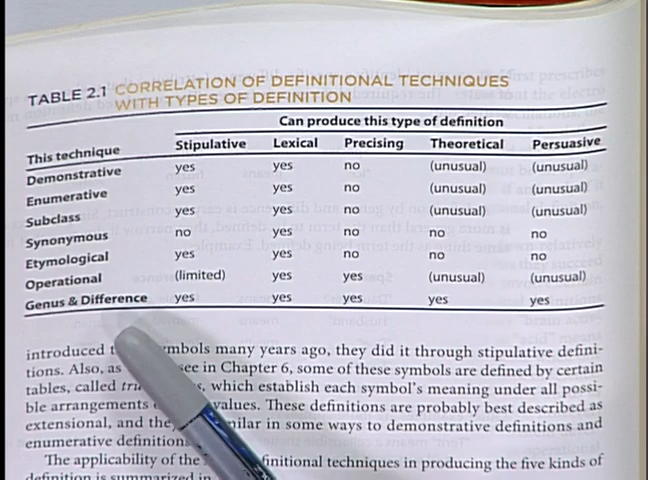 TABLE 2.1 CORRELATION OF DEFINITIONAL TECHNIQUES
WITH TYPES OF DEFINITION
Can produce this type of definition
This technique Stipulative Lexical Precising Theoretical Persuasive
Demonstrative yes yes no (unusual) (unusual)
Enumerative yes yes no (unusual) (unusual)
Subclass yes yes no (unusual) (unusual)
Synonymous no yes no no no
Etymological yes yes no no no
Operational (limited) yes yes (unusual) (unusual)
Genus & Difference yes yes yes yes yes
introduced many years ago, they did it through stipulative defini-
tions. Also, as see in Chapter 6, some of these symbols are defined by certain
tables, called which establish each symbol's meaning under all possi-
ble arrangements values. These definitions are probably best described as
extensional, and in some ways to demonstrative definitions and
enumerative definitions
The applicability of the techniques in producing the five kinds of
definition is summarized in